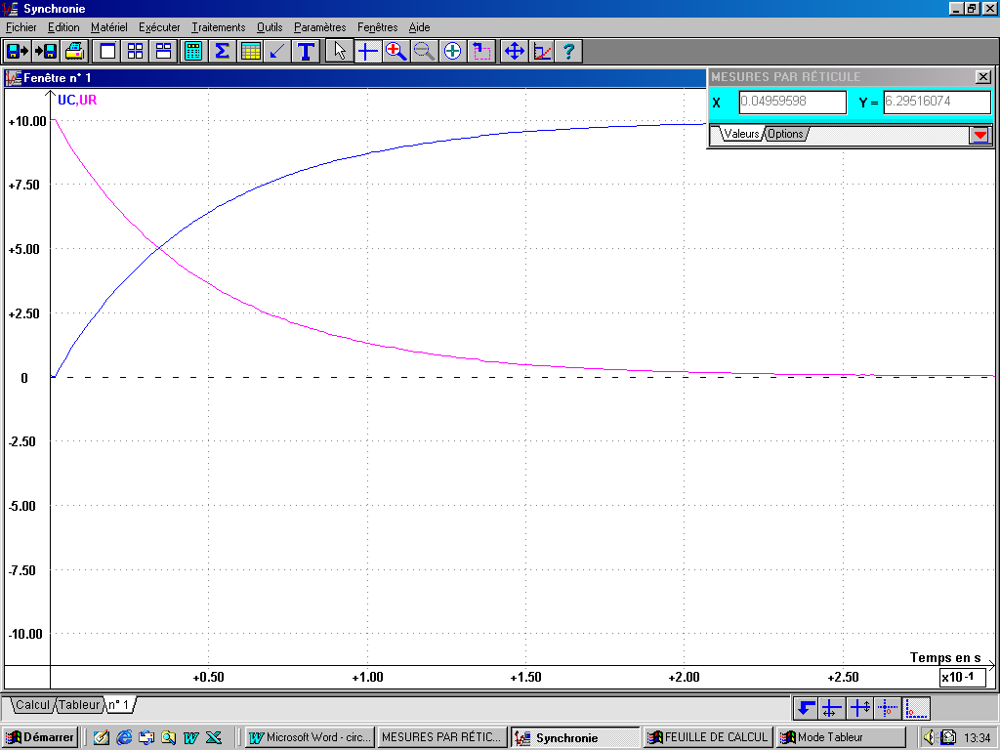 Synchronie
Fichier Edition Matériel Exécuter Traitements Outils Paramètres Fenêtres Aide
Σ T ?
Fenêtre n° 1
MESURES PAR RÉTICULE
X 0.04959598 Y = 6.29516074
Valeurs Options
UC,UR
+10.00
+7.50
+5.00
+2.50
0
-2.50
-5.00
-7.50
-10.00
Temps en s
+0.50 +1.00 +1.50 +2.00 +2.50 x10-1
Calcul Tableur n° 1
Démarrer Microsoft Word - circ... MESURES PAR RÉTIC... Synchronie FEUILLE DE CALCUL Mode Tableur 13:34